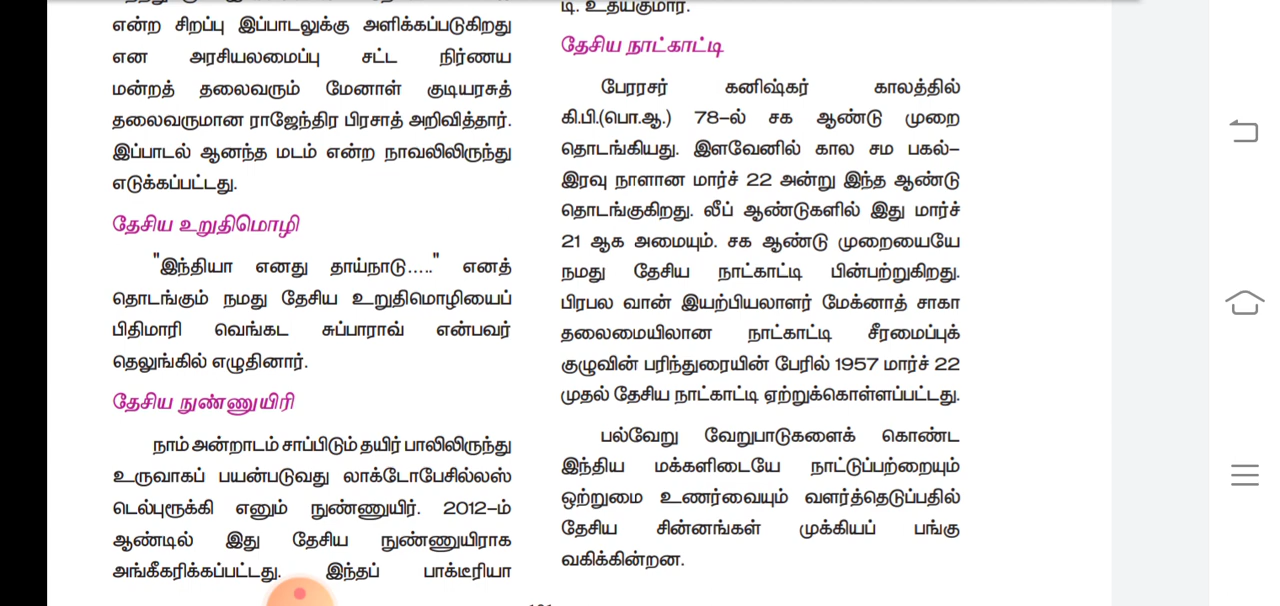 என்ற சிறப்பு இப்பாடலுக்கு அளிக்கப்படுகிறது
என அரசியலமைப்பு சட்ட நிர்ணய
மன்றத் தலைவரும் மேனாள் குடியரசுத்
தலைவருமான ராஜேந்திர பிரசாத் அறிவித்தார்.
இப்பாடல் ஆனந்த மடம் என்ற நாவலிலிருந்து
எடுக்கப்பட்டது.
தேசிய உறுதிமொழி
"இந்தியா எனது தாய்நாடு....." எனத்
தொடங்கும் நமது தேசிய உறுதிமொழியைப்
பிதிமாரி வெங்கட சுப்பாராவ் என்பவர்
தெலுங்கில் எழுதினார்.
தேசிய நுண்ணுயிரி
நாம் அன்றாடம் சாப்பிடும் தயிர் பாலிலிருந்து
உருவாகப் பயன்படுவது லாக்டோபேசில்லஸ்
டெல்புரூக்கி எனும் நுண்ணுயிர். 2012-ம்
ஆண்டில் இது தேசிய நுண்ணுயிராக
அங்கீகரிக்கப்பட்டது. இந்தப் பாக்டீரியா
டி. உதயகுமார்.
தேசிய நாட்காட்டி
பேரரசர் கனிஷ்கர் காலத்தில்
கி.பி.(பொ.ஆ.) 78-ல் சக ஆண்டு முறை
தொடங்கியது. இளவேனில் கால சம பகல்-
இரவு நாளான மார்ச் 22 அன்று இந்த ஆண்டு
தொடங்குகிறது. லீப் ஆண்டுகளில் இது மார்ச்
21 ஆக அமையும். சக ஆண்டு முறையையே
நமது தேசிய நாட்காட்டி பின்பற்றுகிறது.
பிரபல வான் இயற்பியலாளர் மேக்னாத் சாகா
தலைமையிலான நாட்காட்டி சீரமைப்புக்
குழுவின் பரிந்துரையின் பேரில் 1957 மார்ச் 22
முதல் தேசிய நாட்காட்டி ஏற்றுக்கொள்ளப்பட்டது.
பல்வேறு வேறுபாடுகளைக் கொண்ட
இந்திய மக்களிடையே நாட்டுப்பற்றையும்
ஒற்றுமை உணர்வையும் வளர்த்தெடுப்பதில்
தேசிய சின்னங்கள் முக்கியப் பங்கு
வகிக்கின்றன.